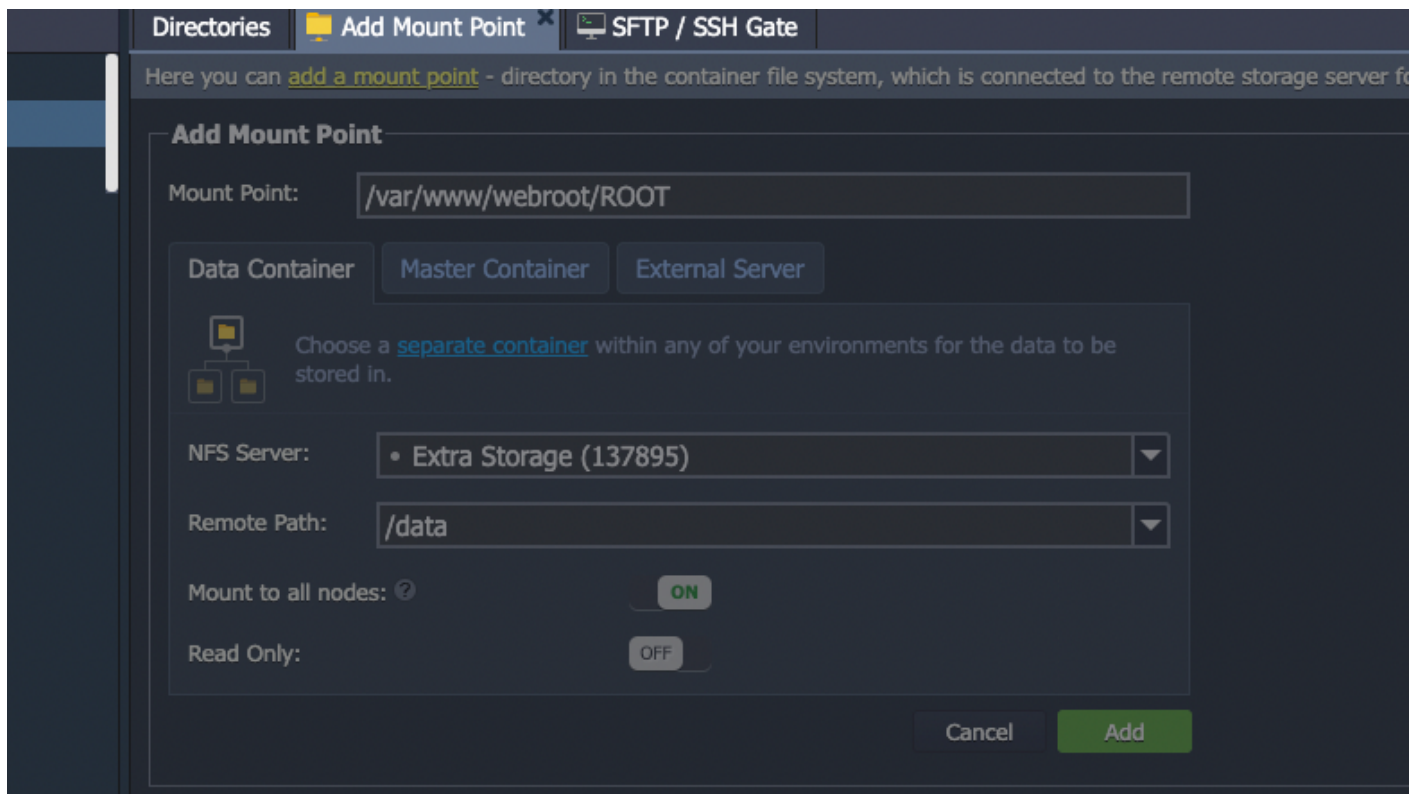 Directories
Add Mount Point
SFTP / SSH Gate
Here you can add a mount point - directory in the container file system, which is connected to the remote storage server
Add Mount Point
Mount Point:
/var/www/webroot/ROOT
Data Container
Master Container
External Server
Choose a separate container within any of your environments for the data to be
stored in.
NFS Server:
• Extra Storage (137895)
Remote Path:
/data
Mount to all nodes:
?
ON
Read Only:
OFF
Cancel
Add